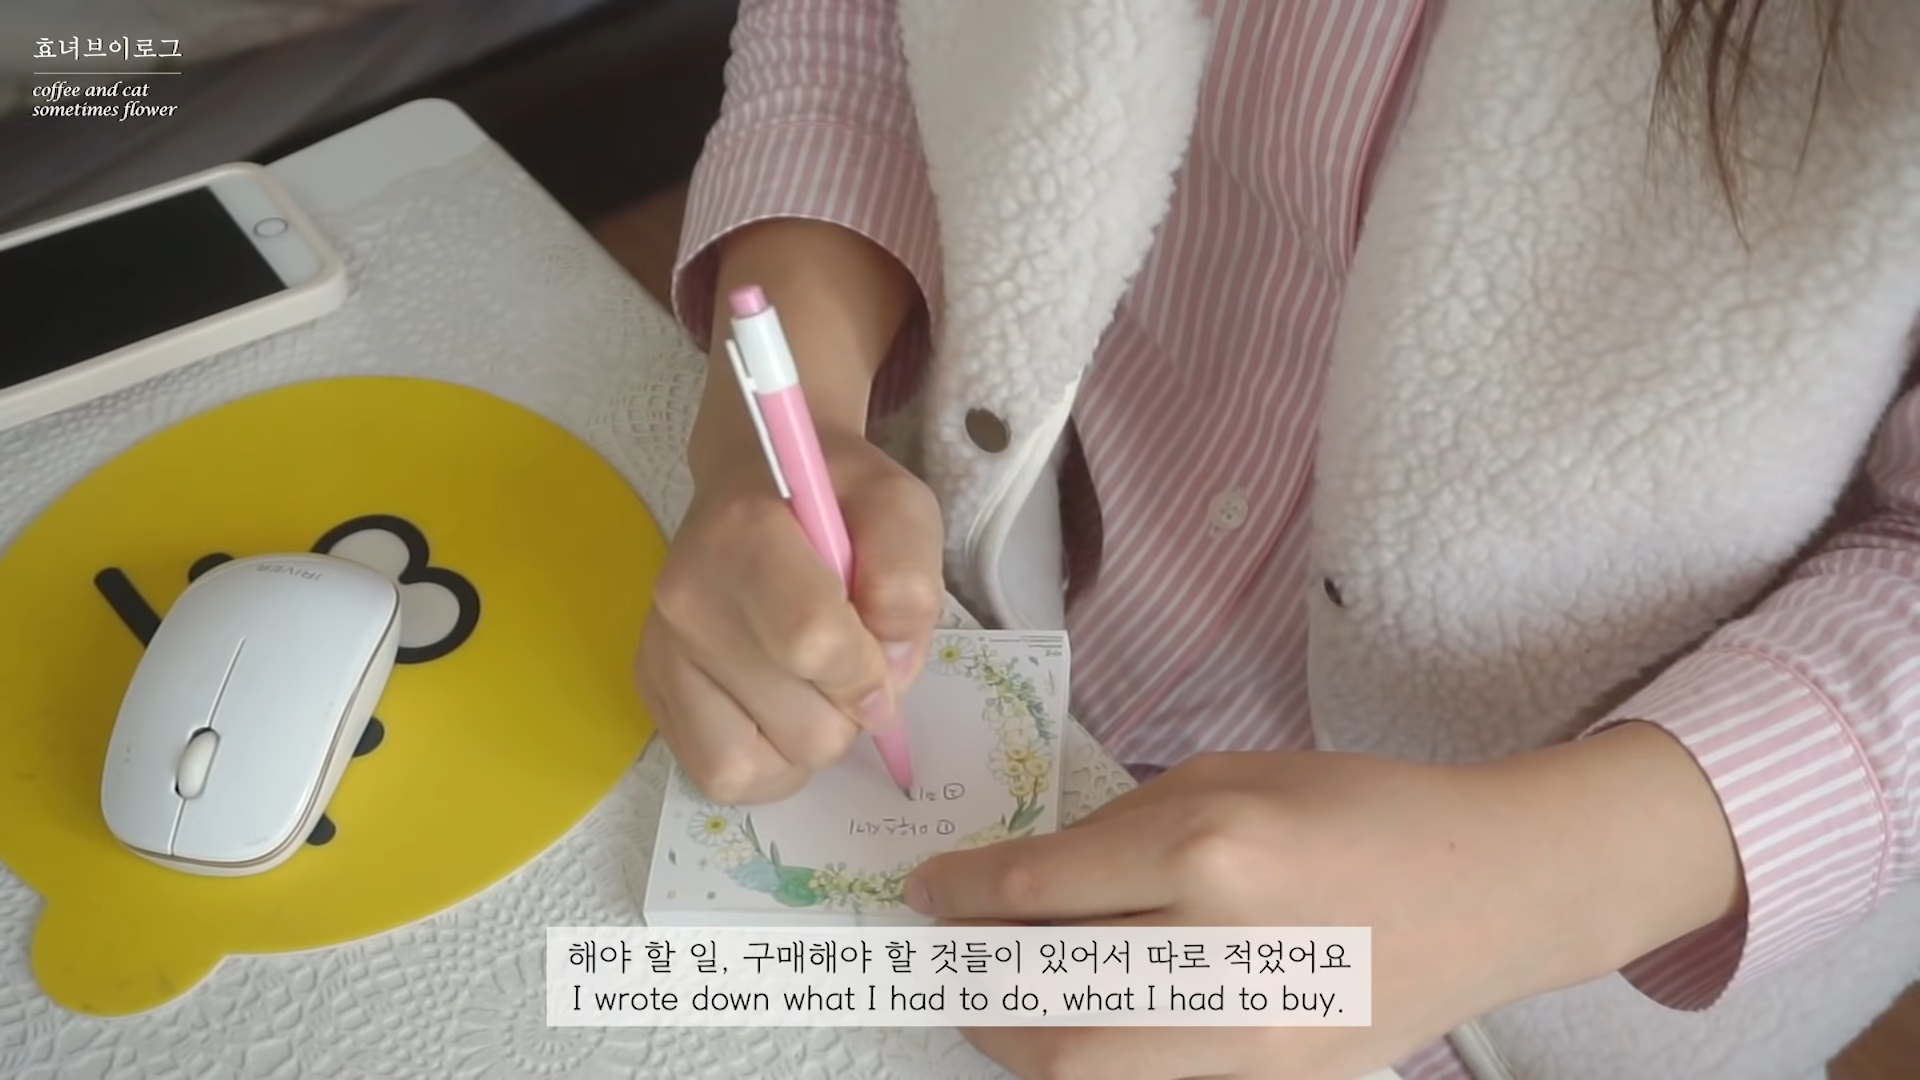 효녀브이로그
coffee and cat
sometimes flower
IRIVER
해야 할 일, 구매해야 할 것들이 있어서 따로 적었어요
I wrote down what I had to do, what I had to buy.